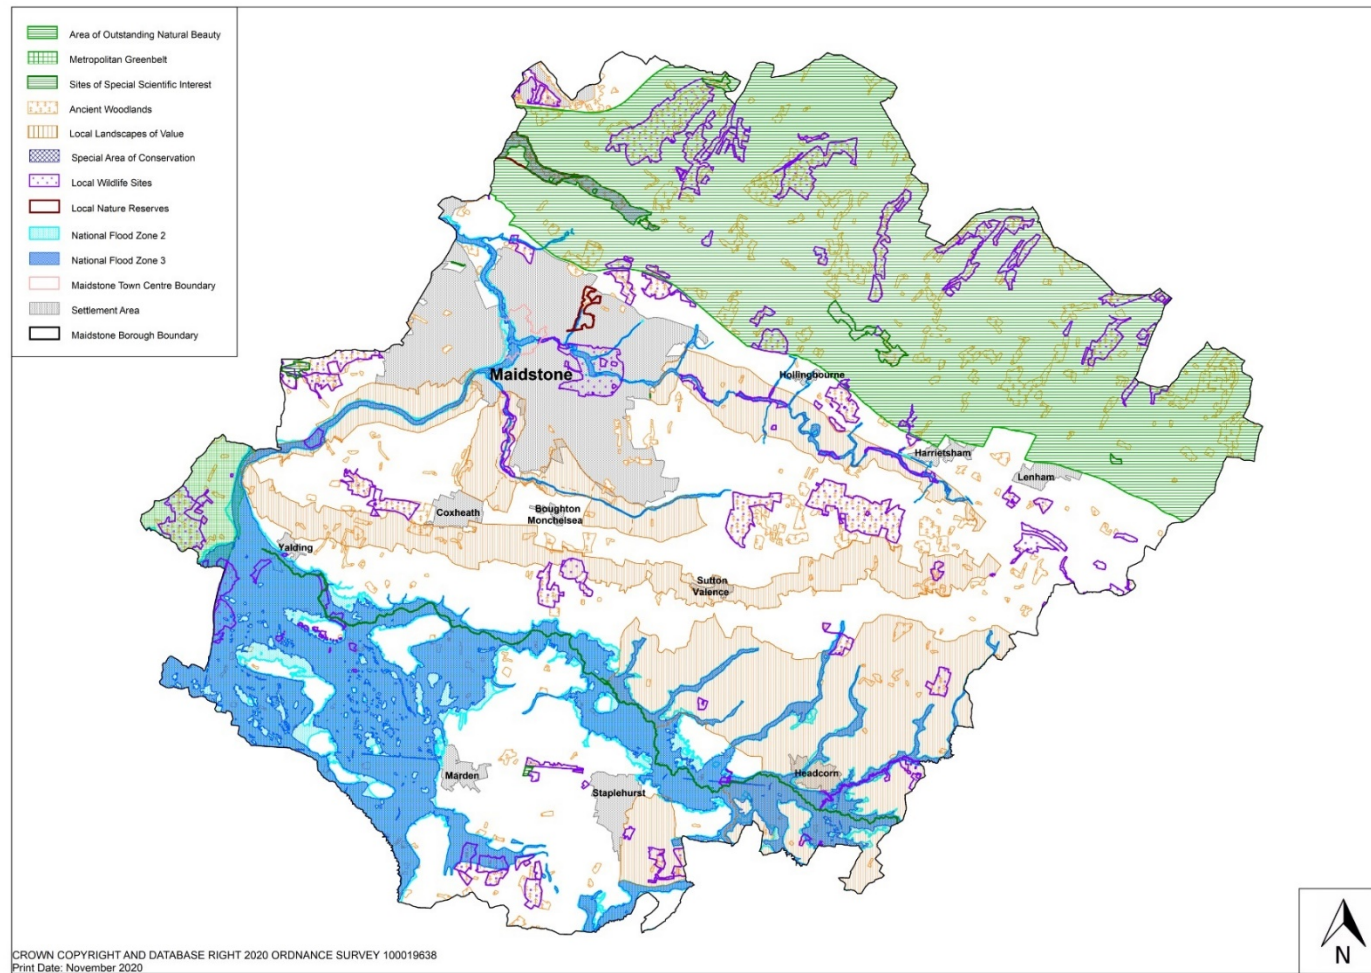 Area of Outstanding Natural Beauty
Metropolitan Greenbelt
Sites of Special Scientific Interest
Ancient Woodlands
Local Landscapes of Value
Special Area of Conservation
Local Wildlife Sites
Local Nature Reserves
National Flood Zone 2
National Flood Zone 3
Maidstone Town Centre Boundary
Settlement Area
Maidstone Borough Boundary
Maidstone
Hollingbourne
Harrietsham
Lenham
Coxheath
Boughton
Monchelsea
Yalding
Sutton
Valence
Marden
Staplehurst
Headcorn
CROWN COPYRIGHT AND DATABASE RIGHT 2020 ORDNANCE SURVEY 100019638
Print Date: November 2020
N